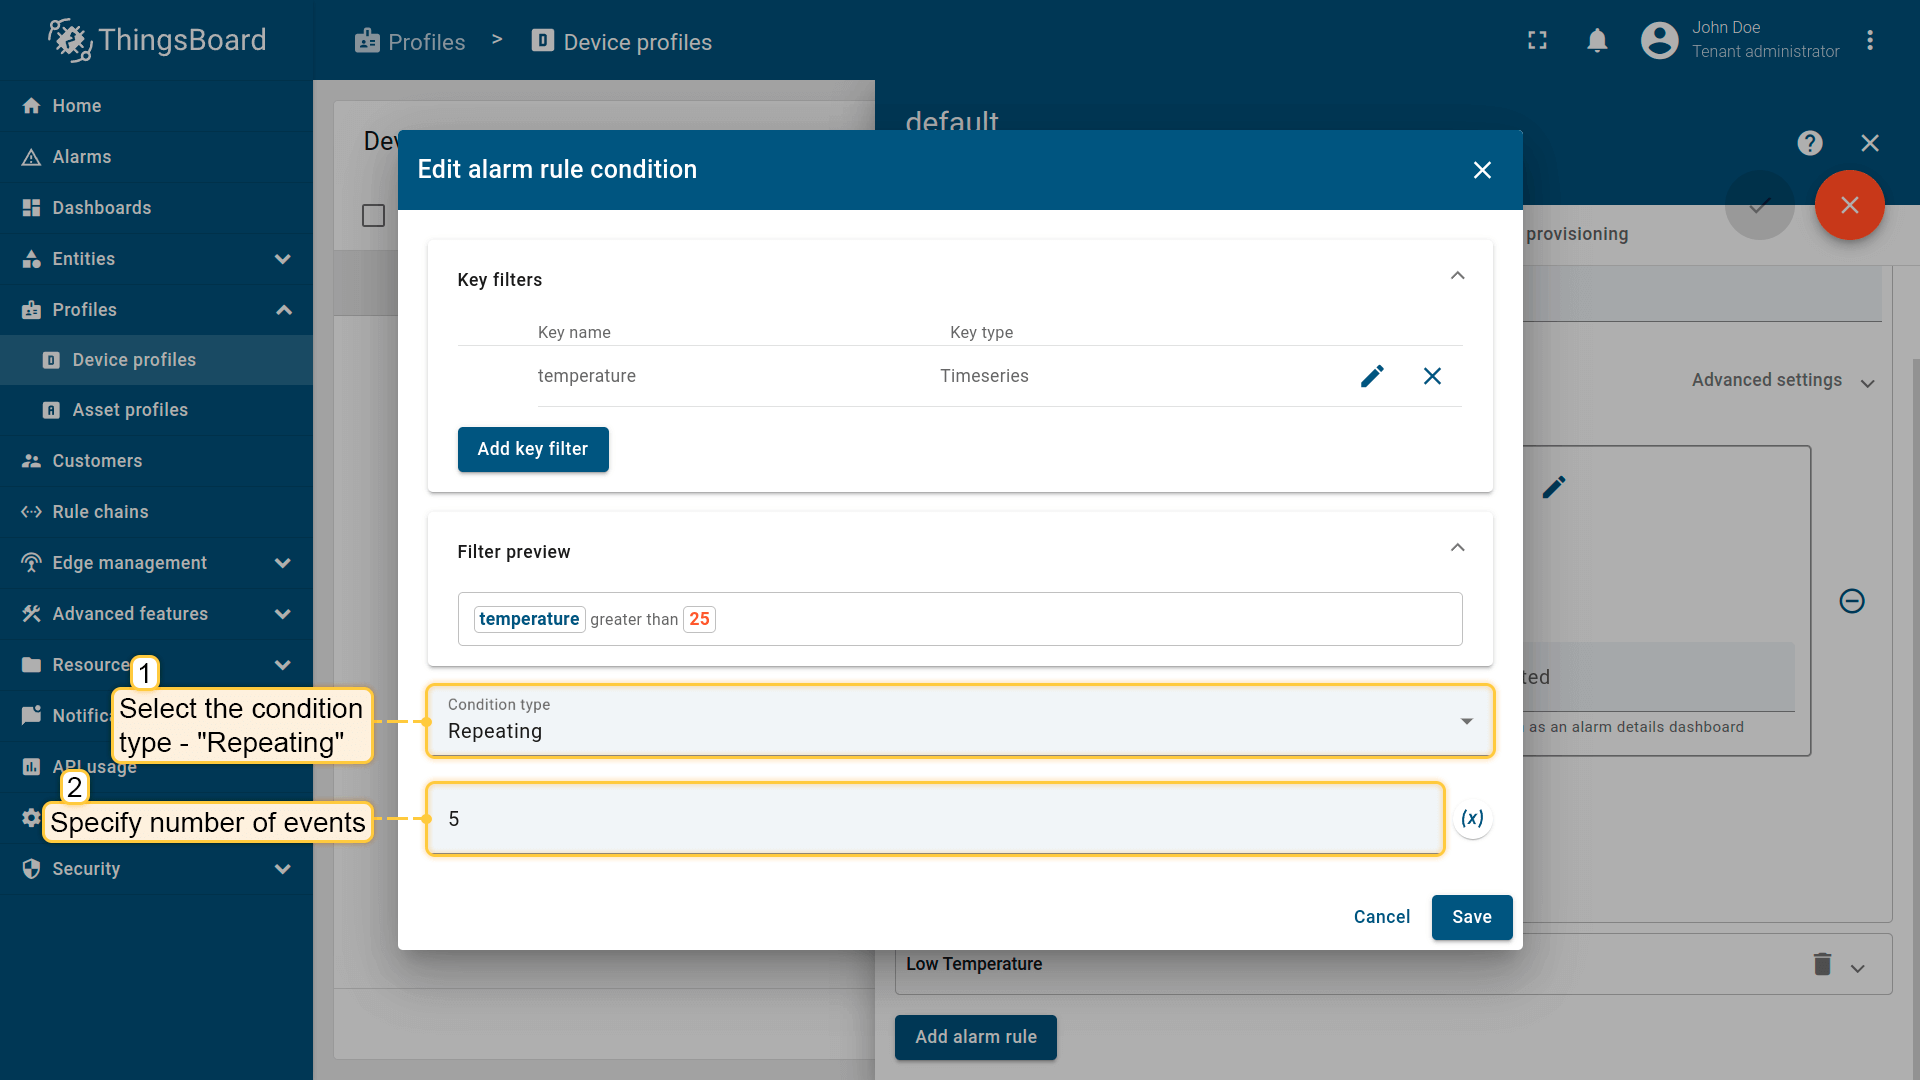 ThingsBoard
Profiles > Device profiles
John Doe
Tenant administrator
Home
Alarms
Dashboards
Entities
Profiles
Device profiles
Asset profiles
Customers
Rule chains
Edge management
Advanced features
Resource
Notific
API usage
Security
1
Select the condition
type - "Repeating"
2
Specify number of events
Dev
default
provisioning
Advanced settings
ted
as an alarm details dashboard
Edit alarm rule condition
Key filters
Key name Key type
temperature Timeseries
Add key filter
Filter preview
temperature greater than 25
Condition type
Repeating
5
(x)
Cancel Save
Low Temperature
Add alarm rule